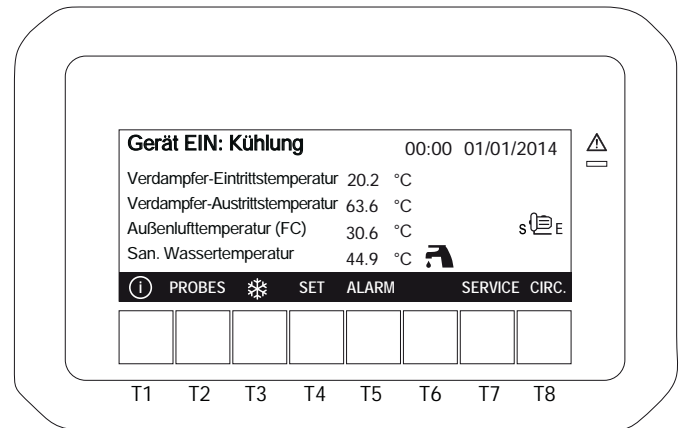 Gerät EIN: Kühlung 00:00 01/01/2014
Verdampfer-Eintrittstemperatur 20.2 °C
Verdampfer-Austrittstemperatur 63.6 °C
Außenlufttemperatur (FC) 30.6 °C S E
San. Wassertemperatur 44.9 °C
i PROBES SET ALARM SERVICE CIRC.
T1 T2 T3 T4 T5 T6 T7 T8